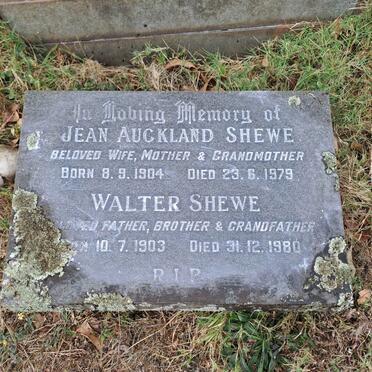 In Loving Memory of
JEAN AUCKLAND SHEWE
BELOVED WIFE, MOTHER & GRANDMOTHER
BORN 8.9.1904 DIED 23.6.1979
WALTER SHEWE
FATHER, BROTHER & GRANDFATHER
10.7.1903 DIED 31.12.1980
R.I.P.